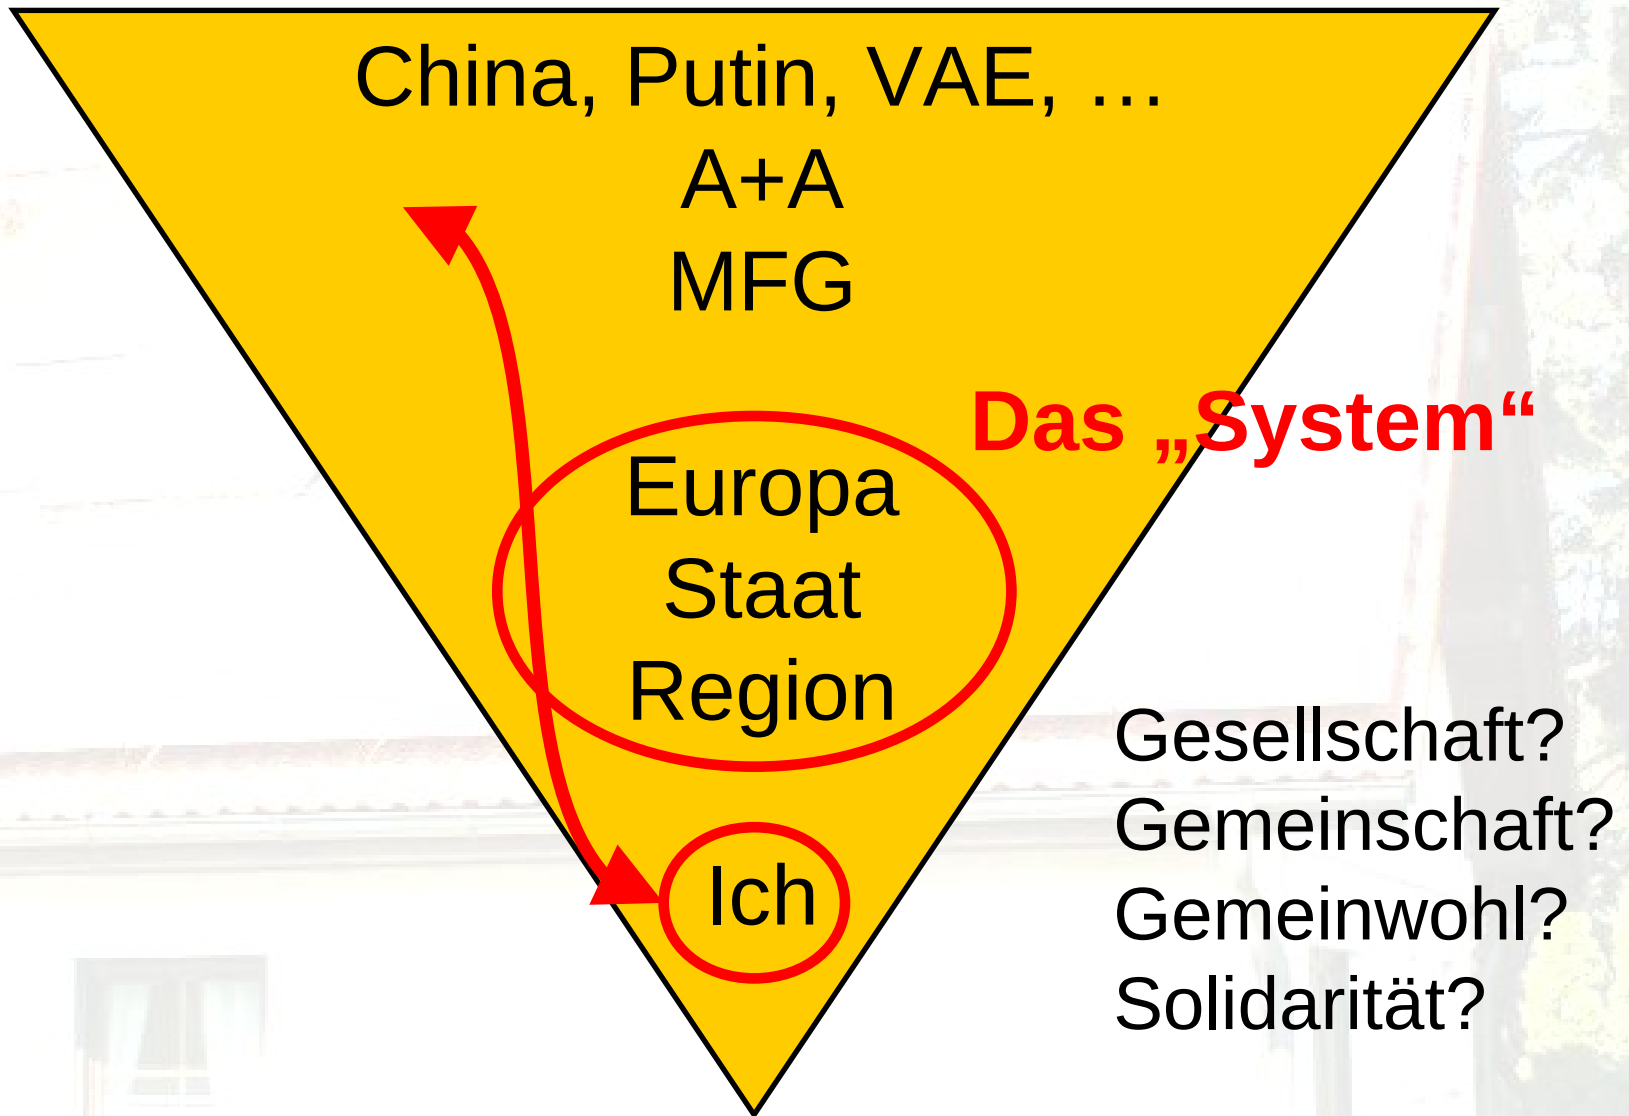 China, Putin, VAE, …
A+A
MFG
Das „System“
Europa
Staat
Region
Ich
Gesellschaft?
Gemeinschaft?
Gemeinwohl?
Solidarität?